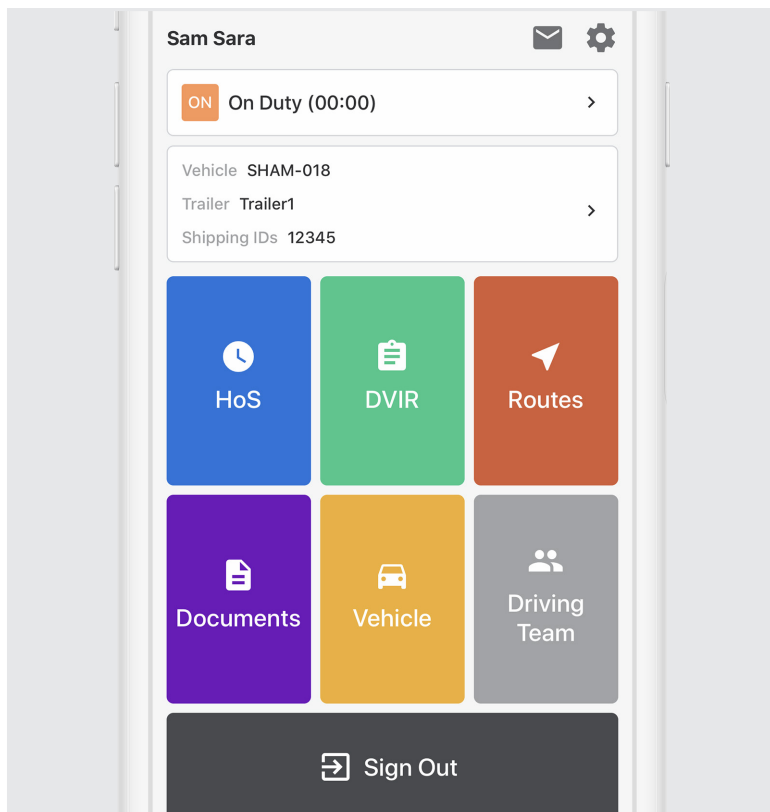 Sam Sara
ON On Duty (00:00)
Vehicle SHAM-018
Trailer Trailer1
Shipping IDs 12345
HoS
DVIR
Routes
Documents
Vehicle
Driving
Team
Sign Out